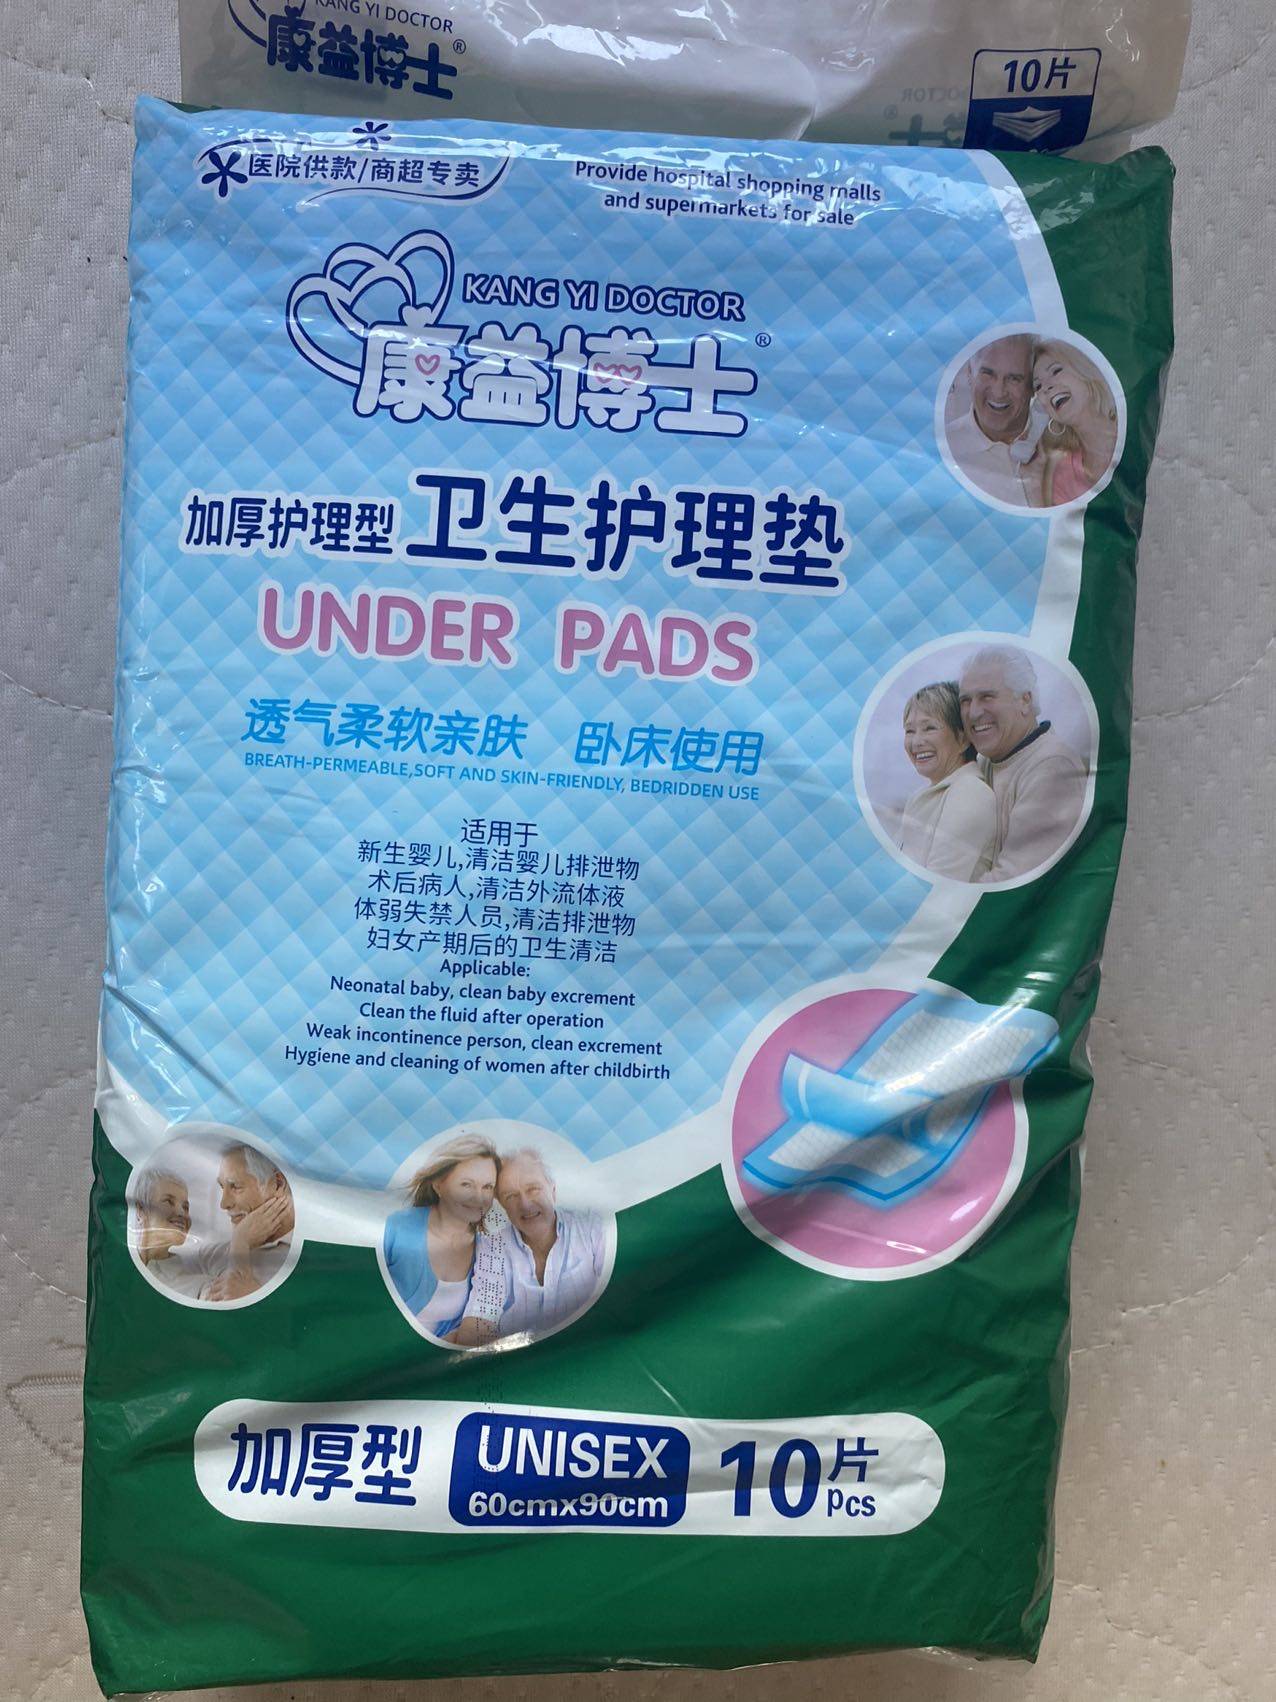 KANG YI DOCTOR
康益博士®
10片
医院供款/商超专卖
Provide hospital shopping malls
and supermarkets for sale
KANG YI DOCTOR
康益博士®
加厚护理型 卫生护理垫
UNDER PADS
透气柔软亲肤 卧床使用
BREATH-PERMEABLE,SOFT AND SKIN-FRIENDLY, BEDRIDDEN USE
适用于
新生婴儿,清洁婴儿排泄物
术后病人,清洁外流体液
体弱失禁人员,清洁排泄物
妇女产期后的卫生清洁
Applicable:
Neonatal baby, clean baby excrement
Clean the fluid after operation
Weak incontinence person, clean excrement
Hygiene and cleaning of women after childbirth
加厚型 UNISEX 10片
60cmx90cm pcs